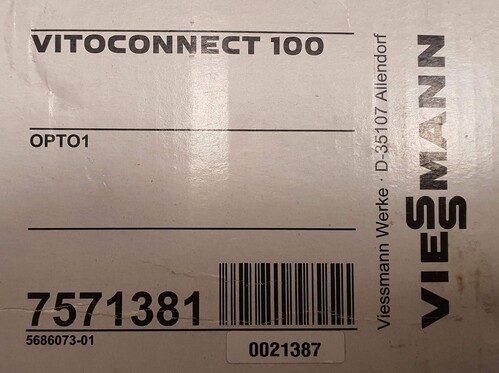 VITOCONNECT 100
OPTO1
7571381
5686073-01
0021387
Viessmann Werke · D-35107 Allendorf
VIESSMANN